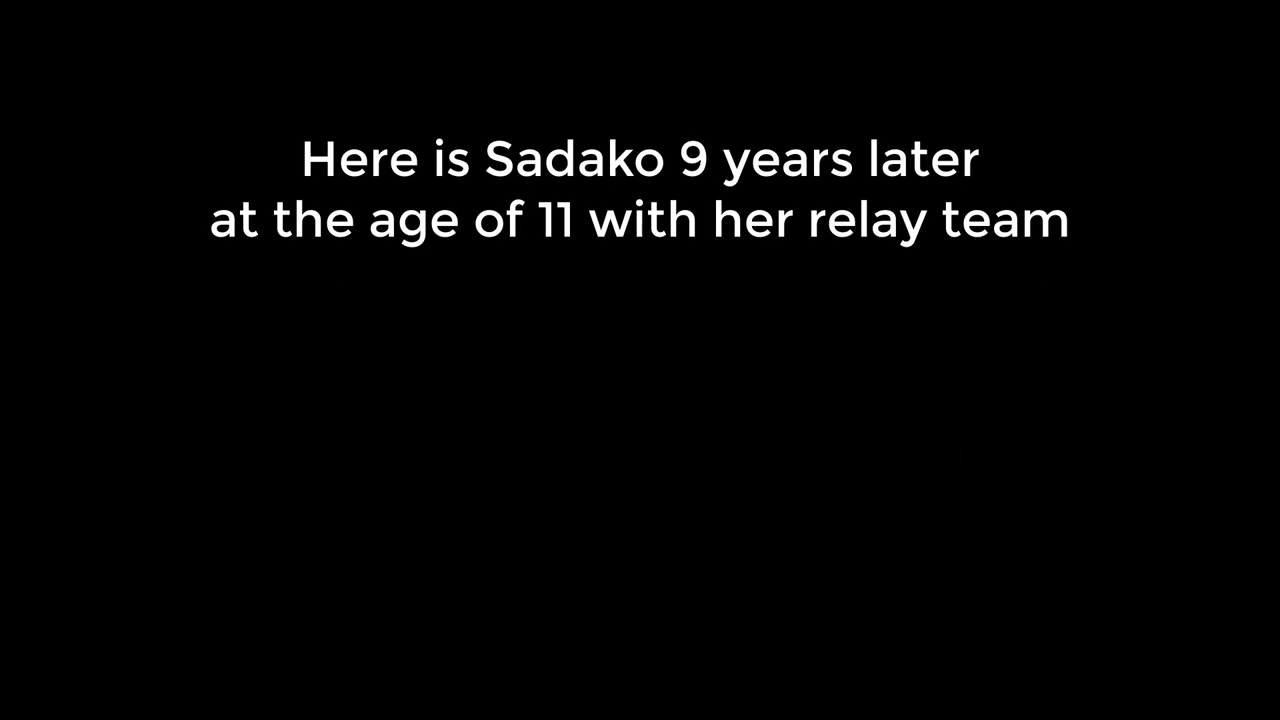 Here is Sadako 9 years later
at the age of 11 with her relay team